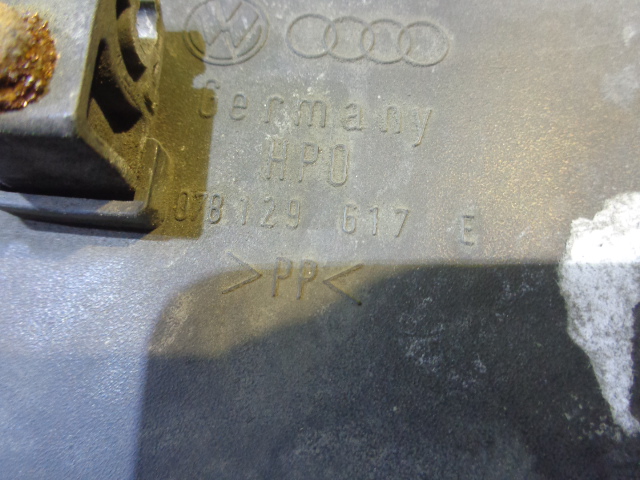 Germany
HPO
078 129 617 E
>PP<